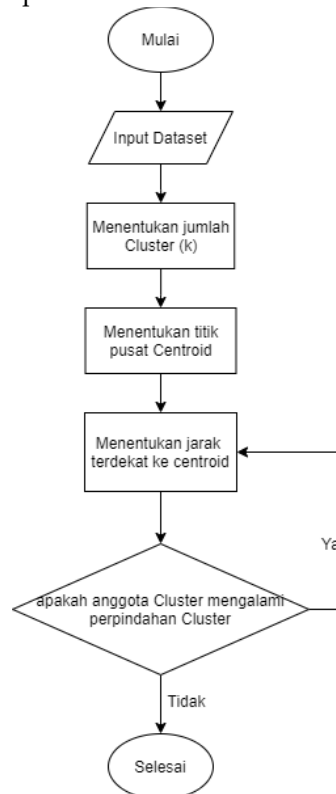 Mulai
Input Dataset
Menentukan jumlah
Cluster (k)
Menentukan titik
pusat Centroid
Menentukan jarak
terdekat ke centroid
Ya
apakah anggota Cluster mengalami
perpindahan Cluster
Tidak
Selesai